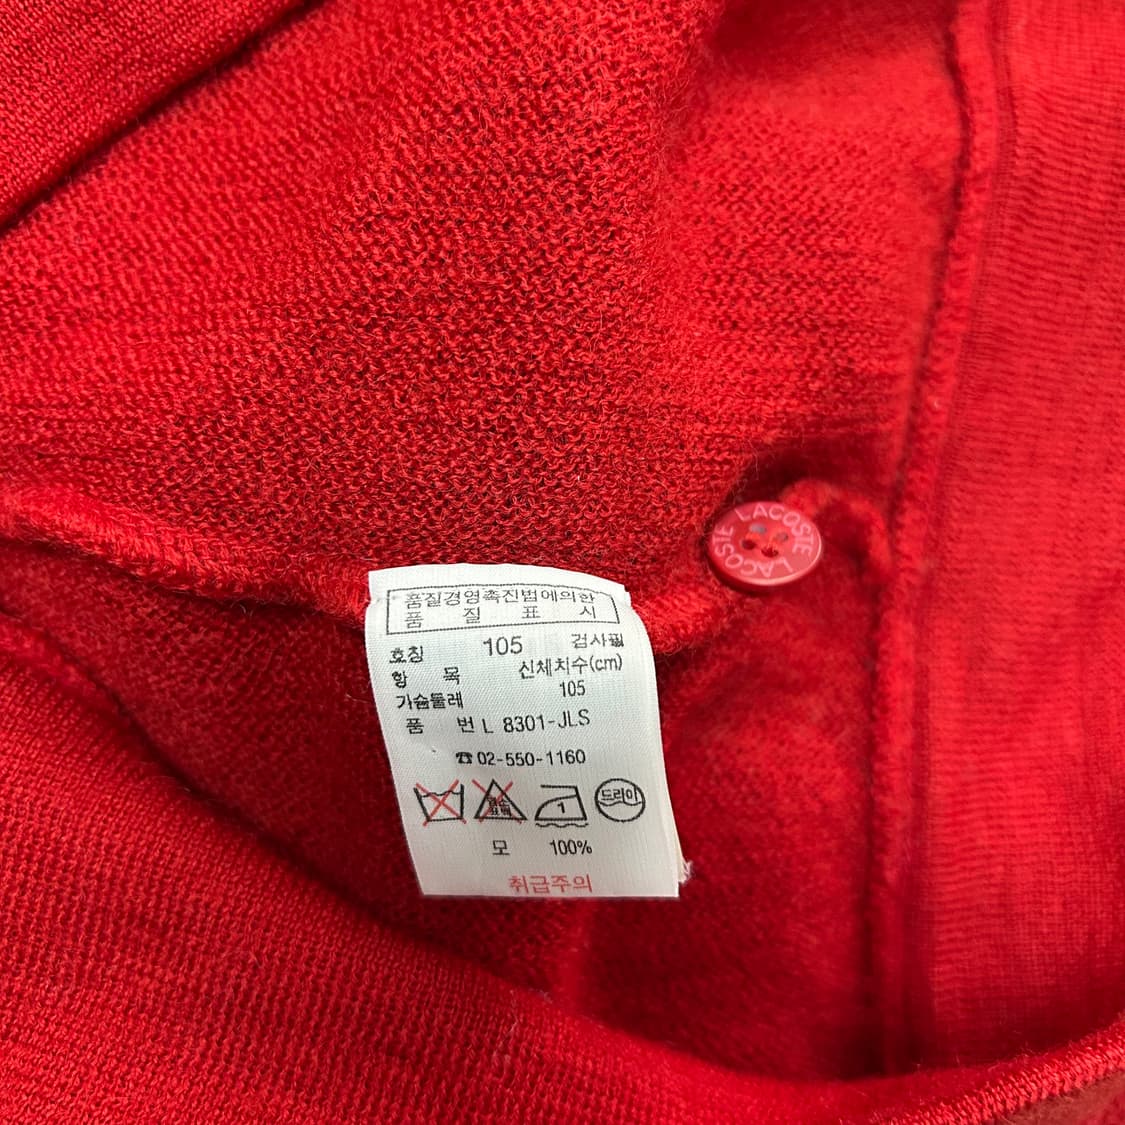 LACOSTE LACOSTE
품질경영촉진법에의한
품 질 표 시
호칭 105 검사필
항 목 신체치수(cm)
가슴둘레 105
품 번 L 8301-JLS
☎02-550-1160
1 드라이
모 100%
취급주의